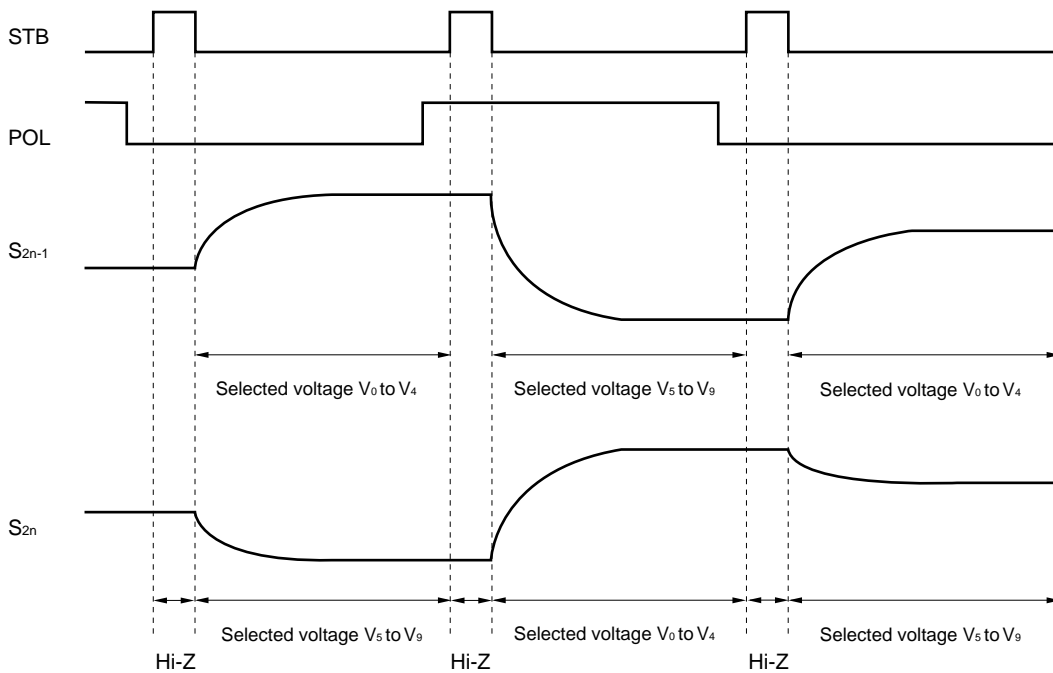 STB
POL
S2n-1
Selected voltage V0 to V4
Selected voltage V5 to V9
Selected voltage V0 to V4
S2n
Selected voltage V5 to V9
Selected voltage V0 to V4
Selected voltage V5 to V9
Hi-Z
Hi-Z
Hi-Z